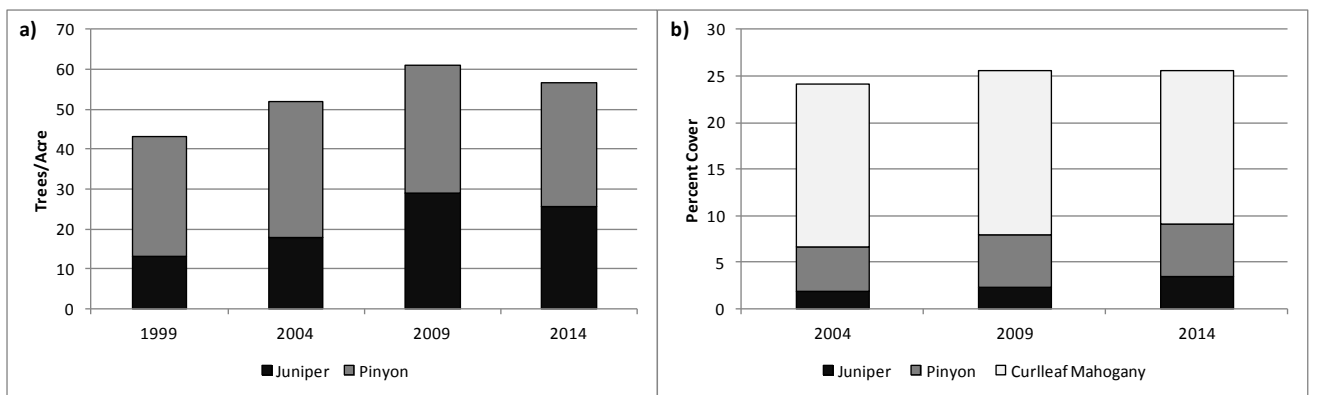 a)
70
60
50
40
30
20
10
0
Trees/Acre
1999 2004 2009 2014
Juniper Pinyon
b)
30
25
20
15
10
5
0
Percent Cover
2004 2009 2014
Juniper Pinyon Curlleaf Mahogany